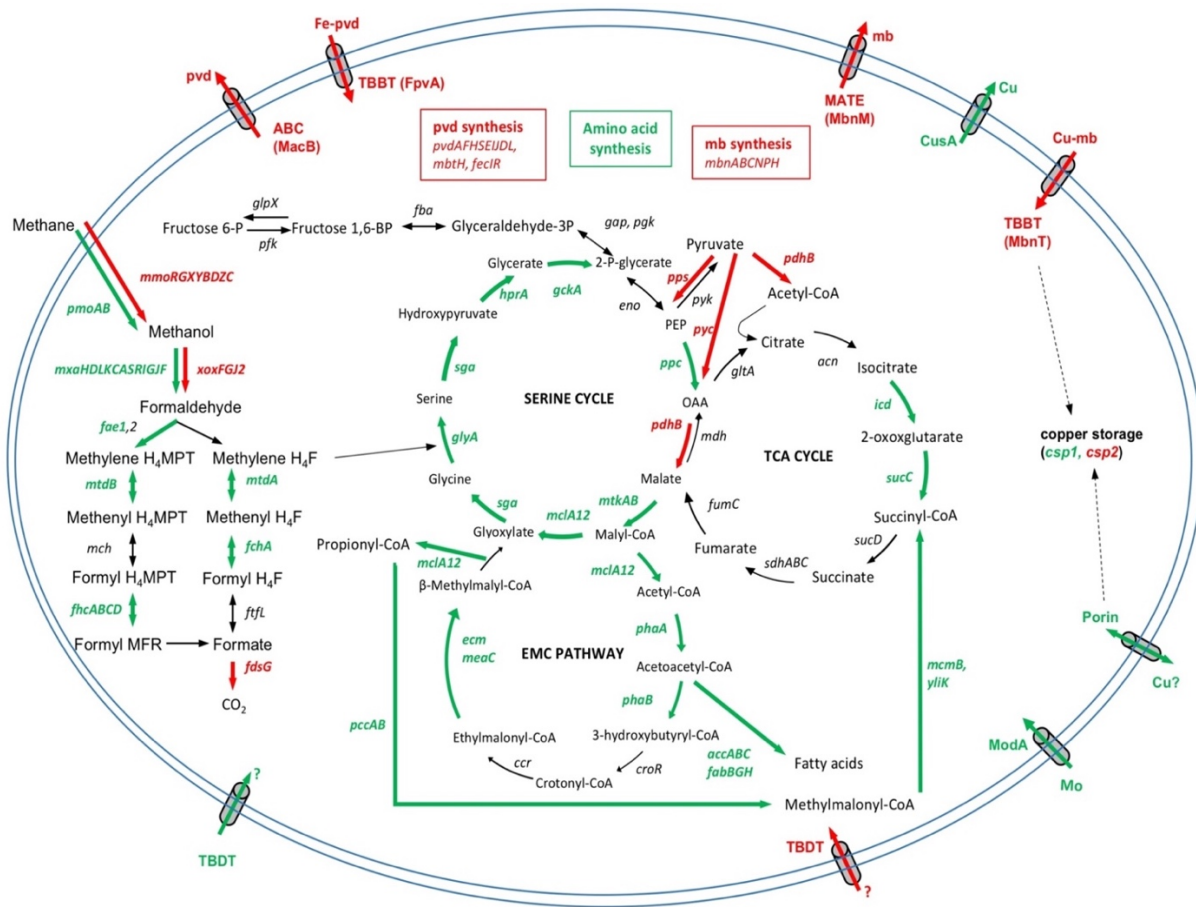 Fe-pvd
pvd
TBBT (FpvA)
ABC
(MacB)
mb
MATE
(MbnM)
Cu
CusA
Cu-mb
TBBT
(MbnT)
pvd synthesis
pvdAFHSEIJDL,
mbtH, fecIR
Amino acid
synthesis
mb synthesis
mbnABCNPH
Methane
glpX
Fructose 6-P
pfk
Fructose 1,6-BP
fba
Glyceraldehyde-3P
gap, pgk
mmoRGXYBDZC
pmoAB
Methanol
mxaHDLKCASRIGJF
xoxFGJ2
Formaldehyde
fae1,2
Methylene H4MPT
Methylene H4F
mtdB
mtdA
Methenyl H4MPT
Methenyl H4F
mch
fchA
Formyl H4MPT
Formyl H4F
fhcABCD
ftfL
Formyl MFR
Formate
fdsG
CO2
Glycerate
2-P-glycerate
hprA
gckA
Hydroxypyruvate
eno
sga
Serine
SERINE CYCLE
glyA
Glycine
sga
Glyoxylate
mclA12
Malyl-CoA
mtkAB
Pyruvate
pps
pyk
pdhB
Acetyl-CoA
PEP
pyc
Citrate
ppc
gltA
acn
Isocitrate
OAA
icd
pdhB
mdh
2-oxoxglutarate
TCA CYCLE
Malate
sucC
fumC
Succinyl-CoA
Fumarate
sucD
sdhABC
Succinate
Propionyl-CoA
mclA12
β-Methylmalyl-CoA
mclA12
Acetyl-CoA
ecm
meaC
phaA
EMC PATHWAY
Acetoacetyl-CoA
phaB
Ethylmalonyl-CoA
3-hydroxybutyryl-CoA
ccr
croR
Crotonyl-CoA
accABC
fabBGH
Fatty acids
pccAB
Methylmalonyl-CoA
mcmB,
yliK
copper storage
(csp1, csp2)
Porin
Cu?
ModA
Mo
?
TBDT
TBDT
?